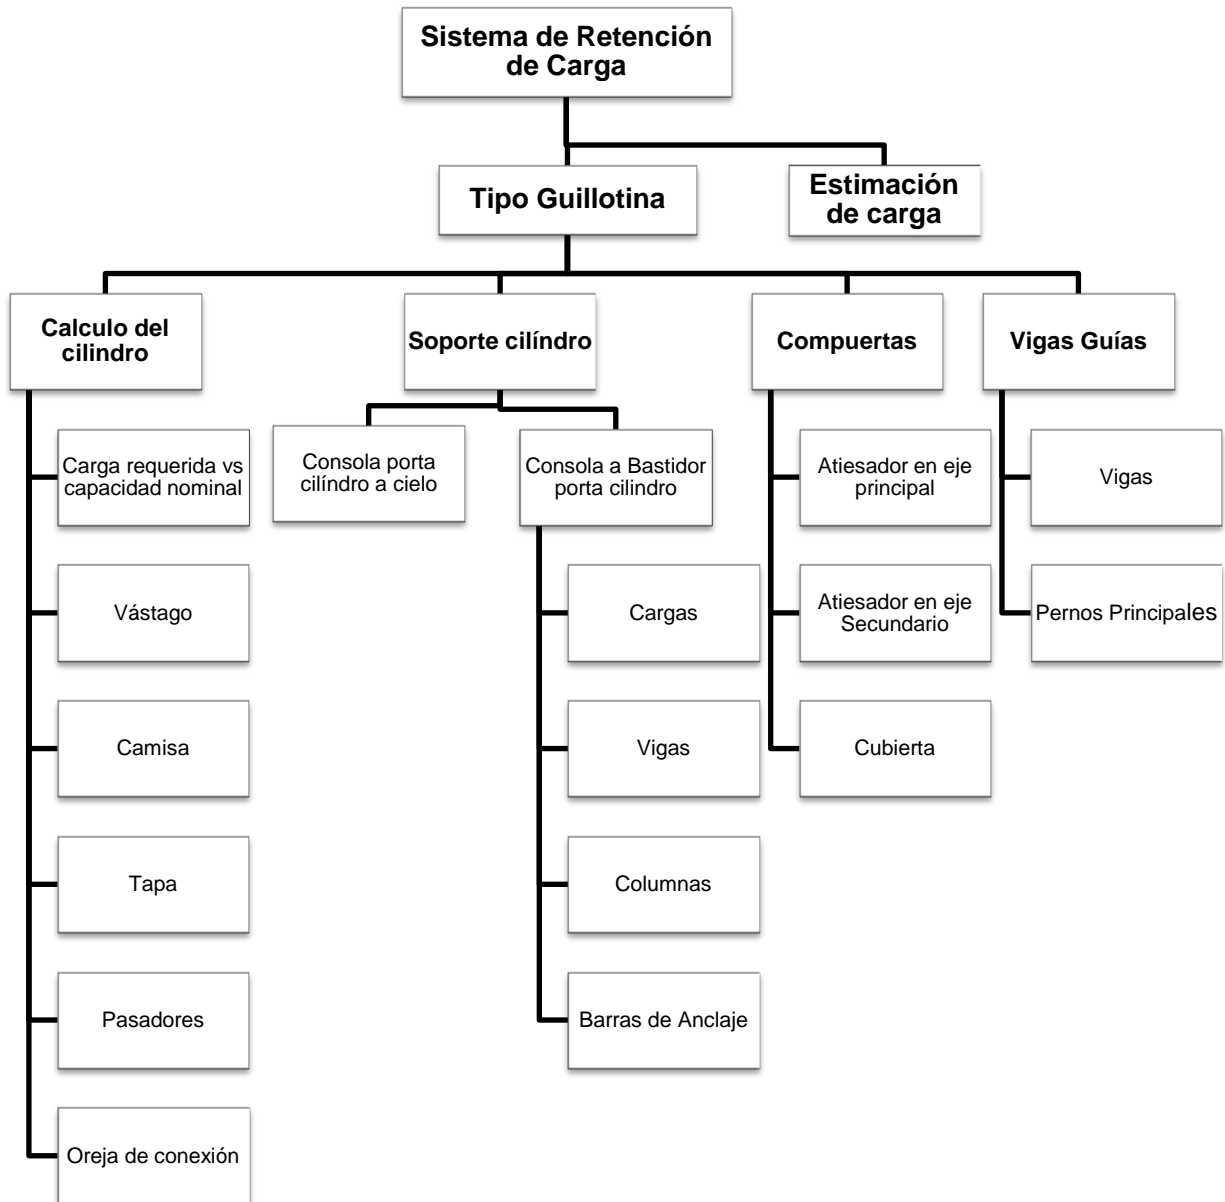 Sistema de Retención
de Carga
Tipo Guillotina
Estimación
de carga
Calculo del
cilindro
Soporte cilíndro
Compuertas
Vigas Guías
Carga requerida vs
capacidad nominal
Vástago
Camisa
Tapa
Pasadores
Oreja de conexión
Consola porta
cilíndro a cielo
Consola a Bastidor
porta cilindro
Cargas
Vigas
Columnas
Barras de Anclaje
Atiesador en eje
principal
Atiesador en eje
Secundario
Cubierta
Vigas
Pernos Principales